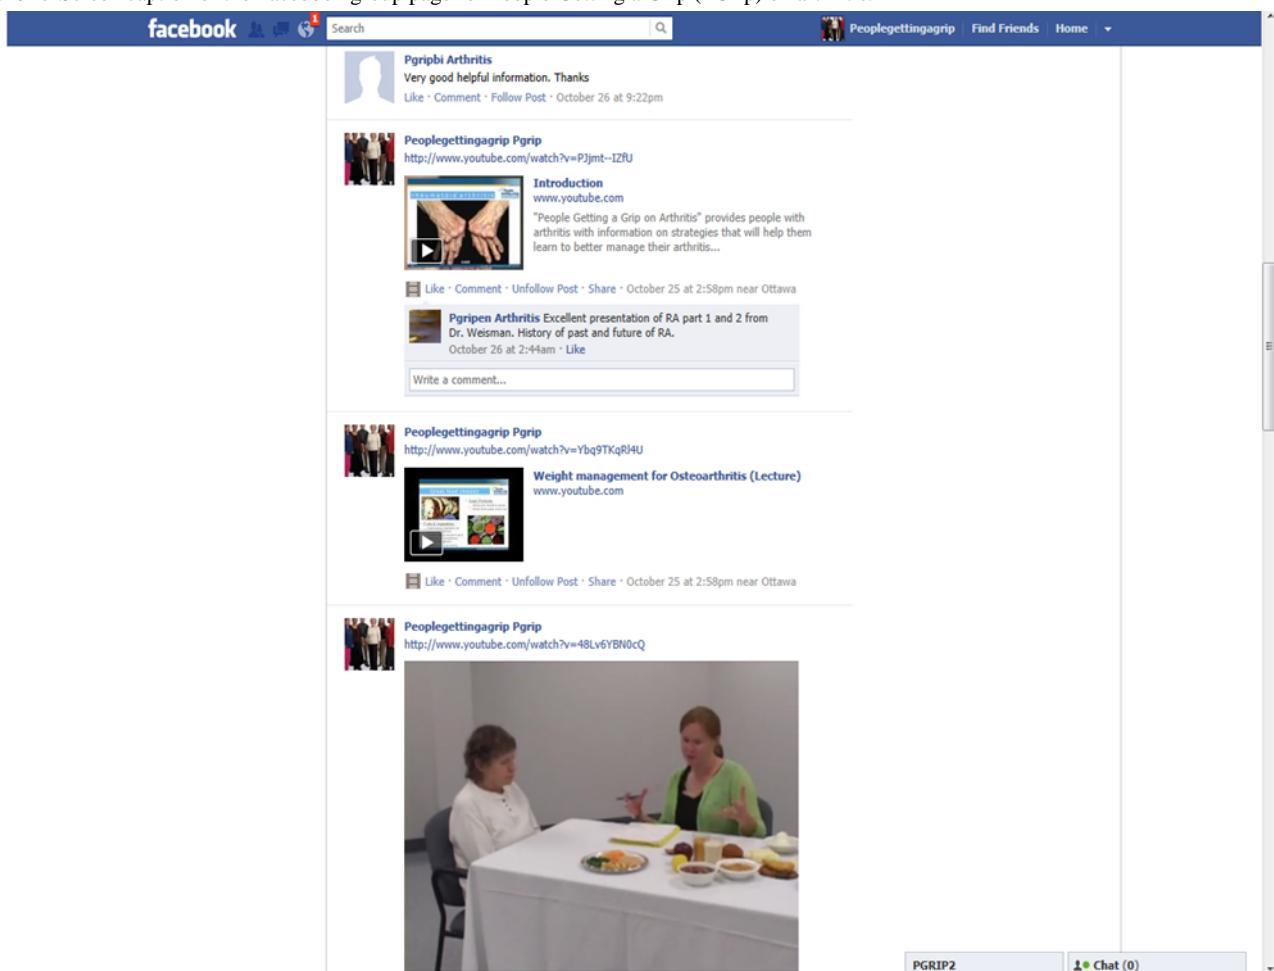 facebook
1
Search
Peoplegettingagrip Find Friends Home
Pgripbi Arthritis
Very good helpful information. Thanks
Like · Comment · Follow Post · October 26 at 9:22pm
Peoplegettingagrip Pgrip
http://www.youtube.com/watch?v=PJjmt--IZfU
Introduction
www.youtube.com
"People Getting a Grip on Arthritis" provides people with
arthritis with information on strategies that will help them
learn to better manage their arthritis...
Like · Comment · Unfollow Post · Share · October 25 at 2:58pm near Ottawa
Pgripen Arthritis Excellent presentation of RA part 1 and 2 from
Dr. Weisman. History of past and future of RA.
October 26 at 2:44am · Like
Write a comment...
Peoplegettingagrip Pgrip
http://www.youtube.com/watch?v=Ybq9TKqRl4U
Weight management for Osteoarthritis (Lecture)
www.youtube.com
Like · Comment · Unfollow Post · Share · October 25 at 2:58pm near Ottawa
Peoplegettingagrip Pgrip
http://www.youtube.com/watch?v=48Lv6YBN0cQ
PGRIP2
Chat (0)